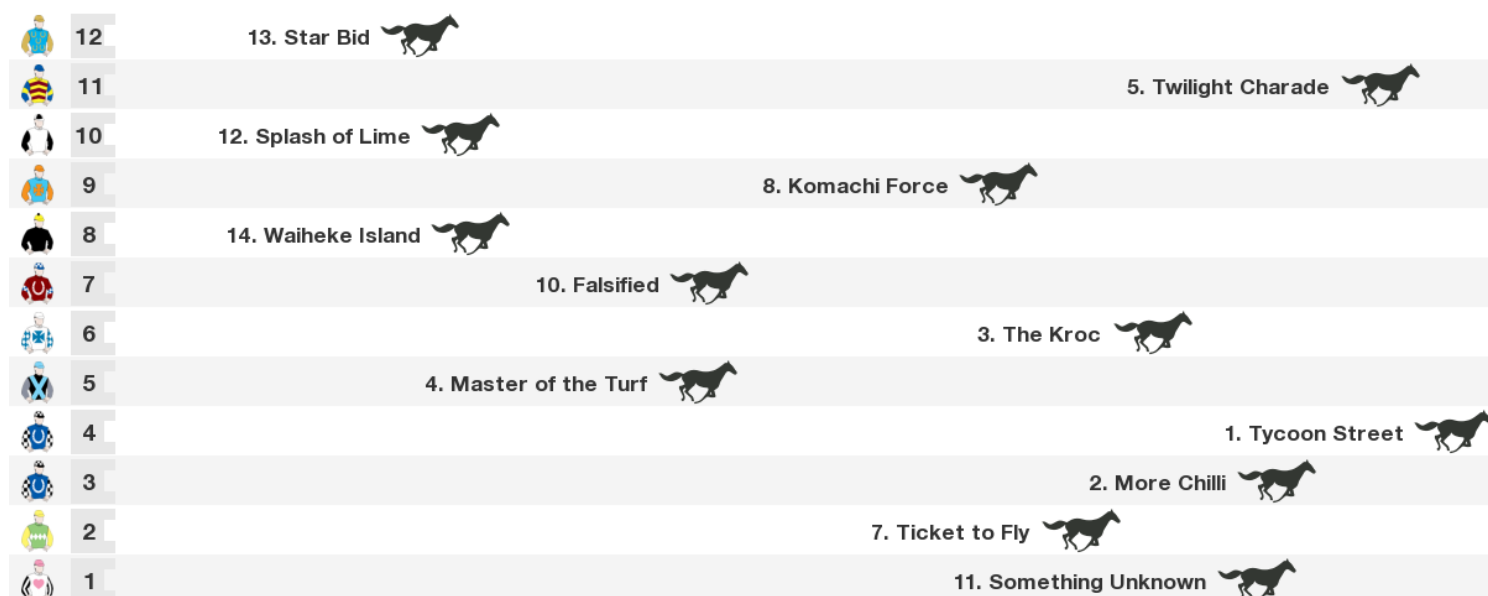 12 13. Star Bid
11 5. Twilight Charade
10 12. Splash of Lime
9 8. Komachi Force
8 14. Waiheke Island
7 10. Falsified
6 3. The Kroc
5 4. Master of the Turf
4 1. Tycoon Street
3 2. More Chilli
2 7. Ticket to Fly
1 11. Something Unknown